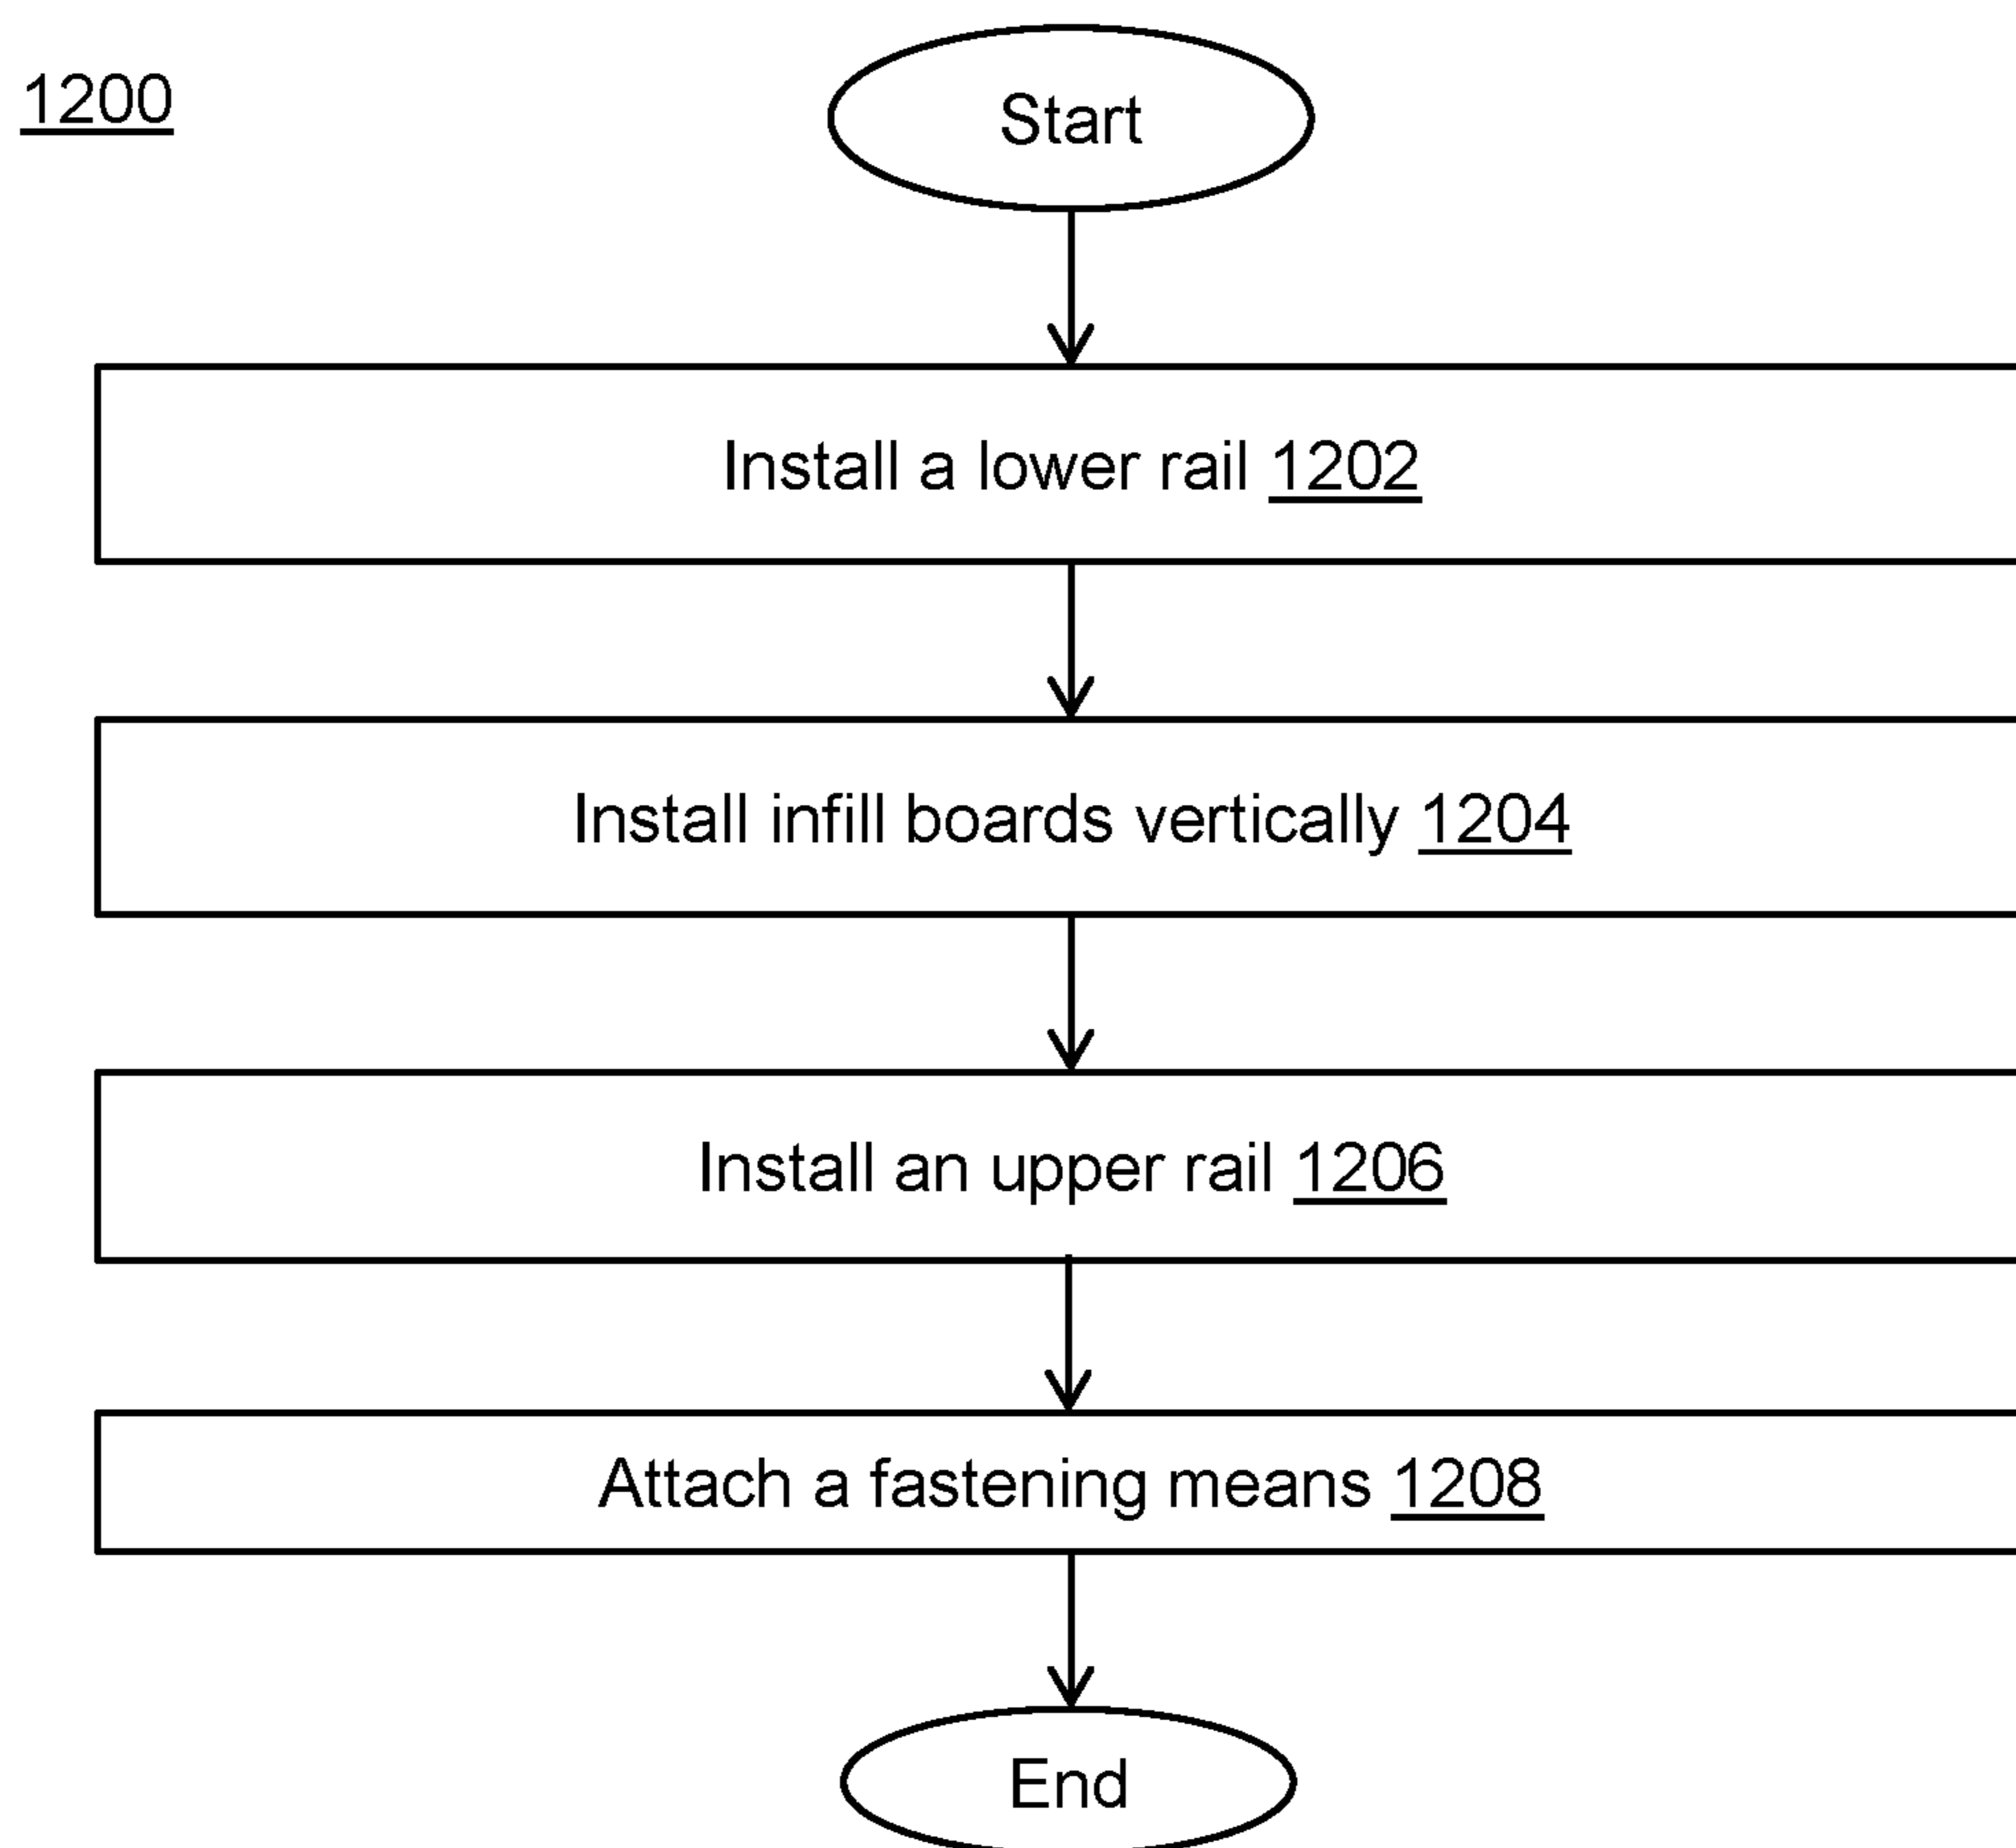 1200
Start
Install a lower rail 1202
Install infill boards vertically 1204
Install an upper rail 1206
Attach a fastening means 1208
End